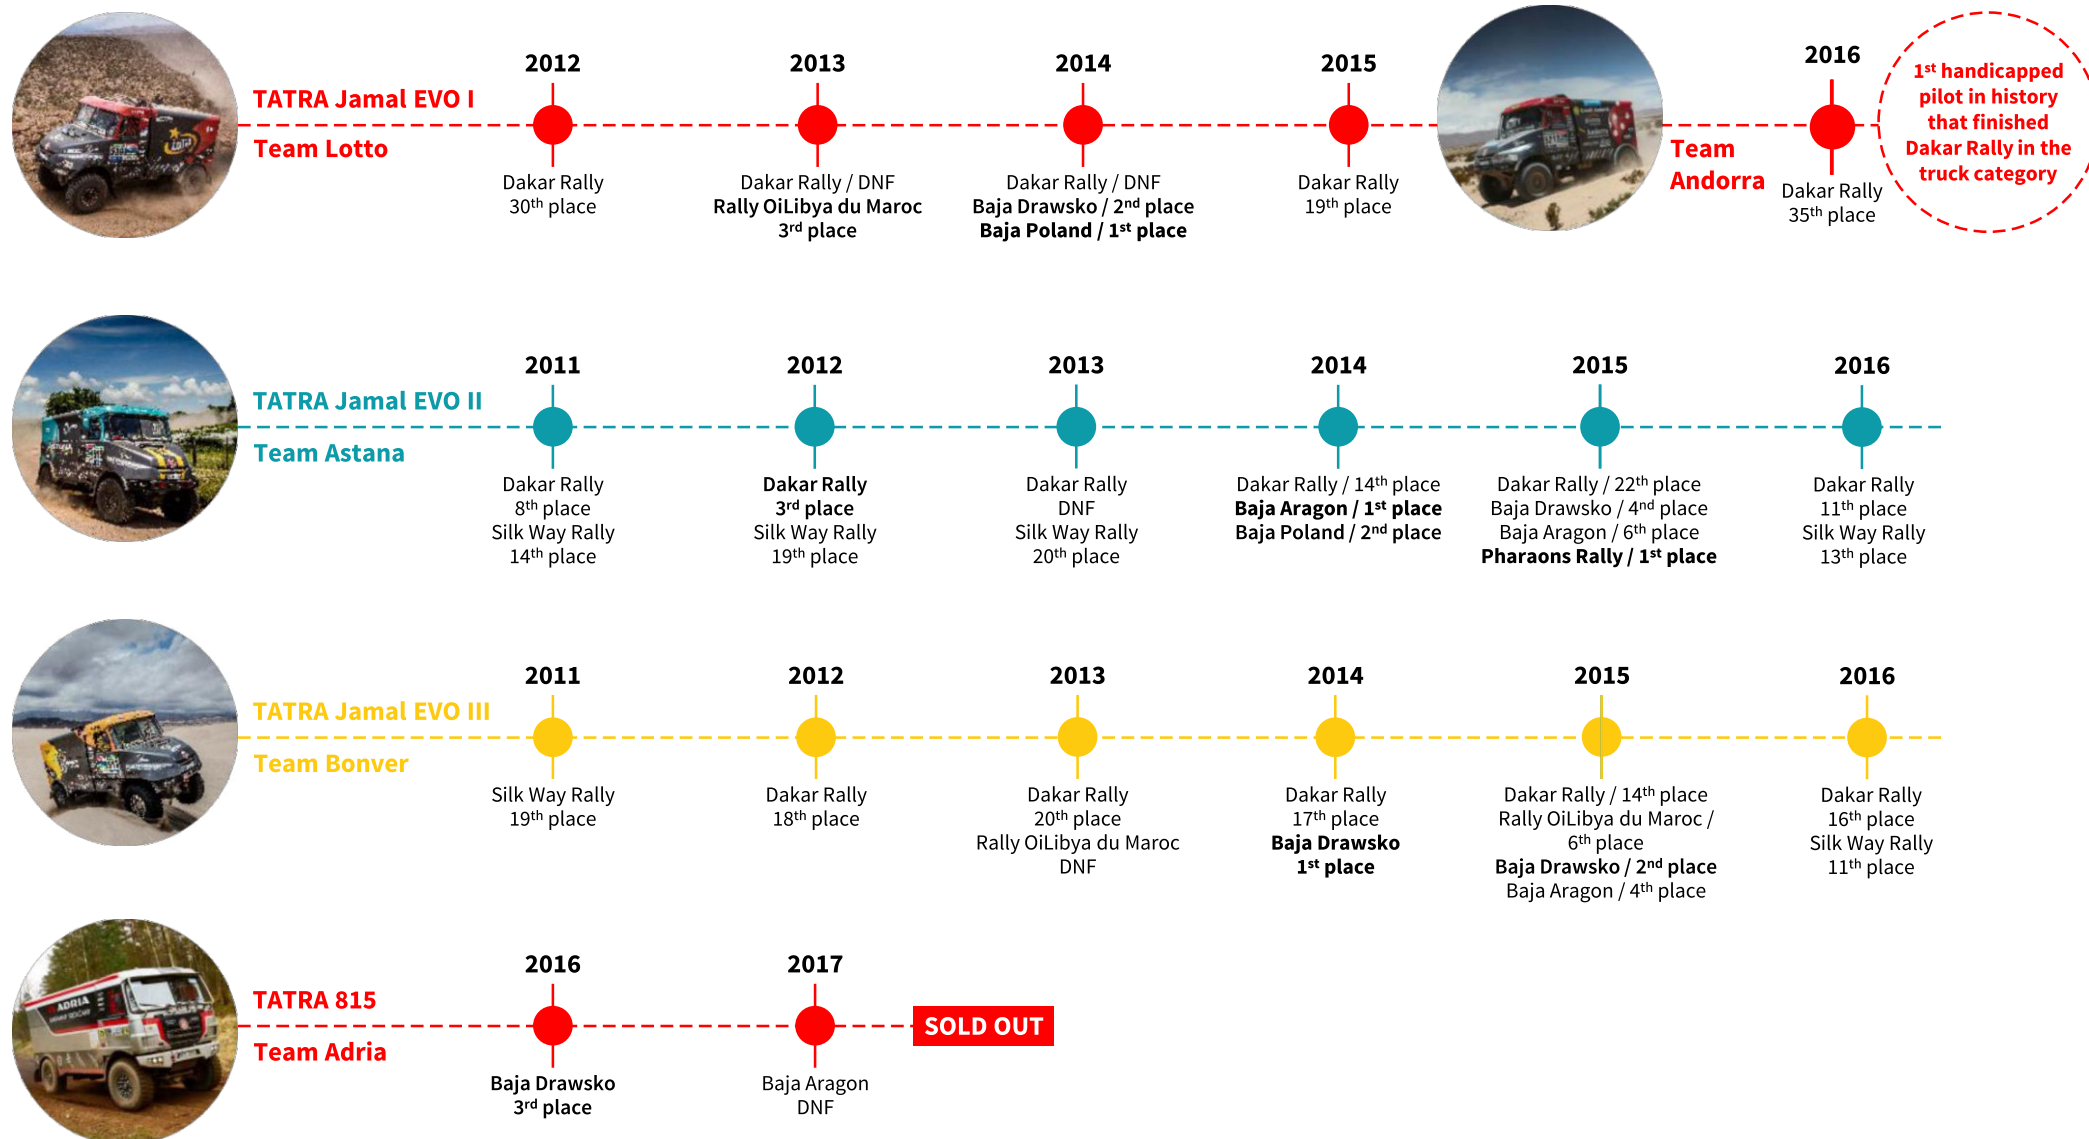 TATRA Jamal EVO I
Team Lotto
2012
Dakar Rally
30th place
2013
Dakar Rally / DNF
Rally OiLibya du Maroc
3rd place
2014
Dakar Rally / DNF
Baja Drawsko / 2nd place
Baja Poland / 1st place
2015
Dakar Rally
19th place
Team
Andorra
2016
Dakar Rally
35th place
1st handicapped
pilot in history
that finished
Dakar Rally in the
truck category
TATRA Jamal EVO II
Team Astana
2011
Dakar Rally
8th place
Silk Way Rally
14th place
2012
Dakar Rally
3rd place
Silk Way Rally
19th place
2013
Dakar Rally
DNF
Silk Way Rally
20th place
2014
Dakar Rally / 14th place
Baja Aragon / 1st place
Baja Poland / 2nd place
2015
Dakar Rally / 22th place
Baja Drawsko / 4nd place
Baja Aragon / 6th place
Pharaons Rally / 1st place
2016
Dakar Rally
11th place
Silk Way Rally
13th place
TATRA Jamal EVO III
Team Bonver
2011
Silk Way Rally
19th place
2012
Dakar Rally
18th place
2013
Dakar Rally
20th place
Rally OiLibya du Maroc
DNF
2014
Dakar Rally
17th place
Baja Drawsko
1st place
2015
Dakar Rally / 14th place
Rally OiLibya du Maroc /
6th place
Baja Drawsko / 2nd place
Baja Aragon / 4th place
2016
Dakar Rally
16th place
Silk Way Rally
11th place
ADRIA
TATRA 815
Team Adria
2016
Baja Drawsko
3rd place
2017
Baja Aragon
DNF
SOLD OUT